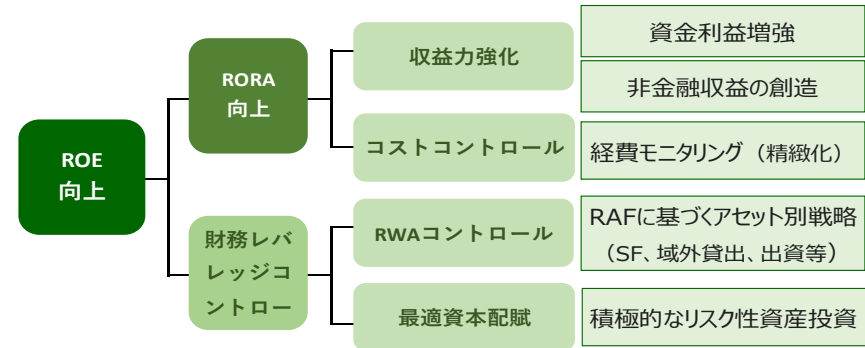 ROE
向上
RORA
向上
財務レバ
レッジコ
ントロー
収益力強化
コストコントロール
RWAコントロール
最適資本配賦
資金利益増強
非金融収益の創造
経費モニタリング（精緻化）
RAFに基づくアセット別戦略
（SF、域外貸出、出資等）
積極的なリスク性資産投資